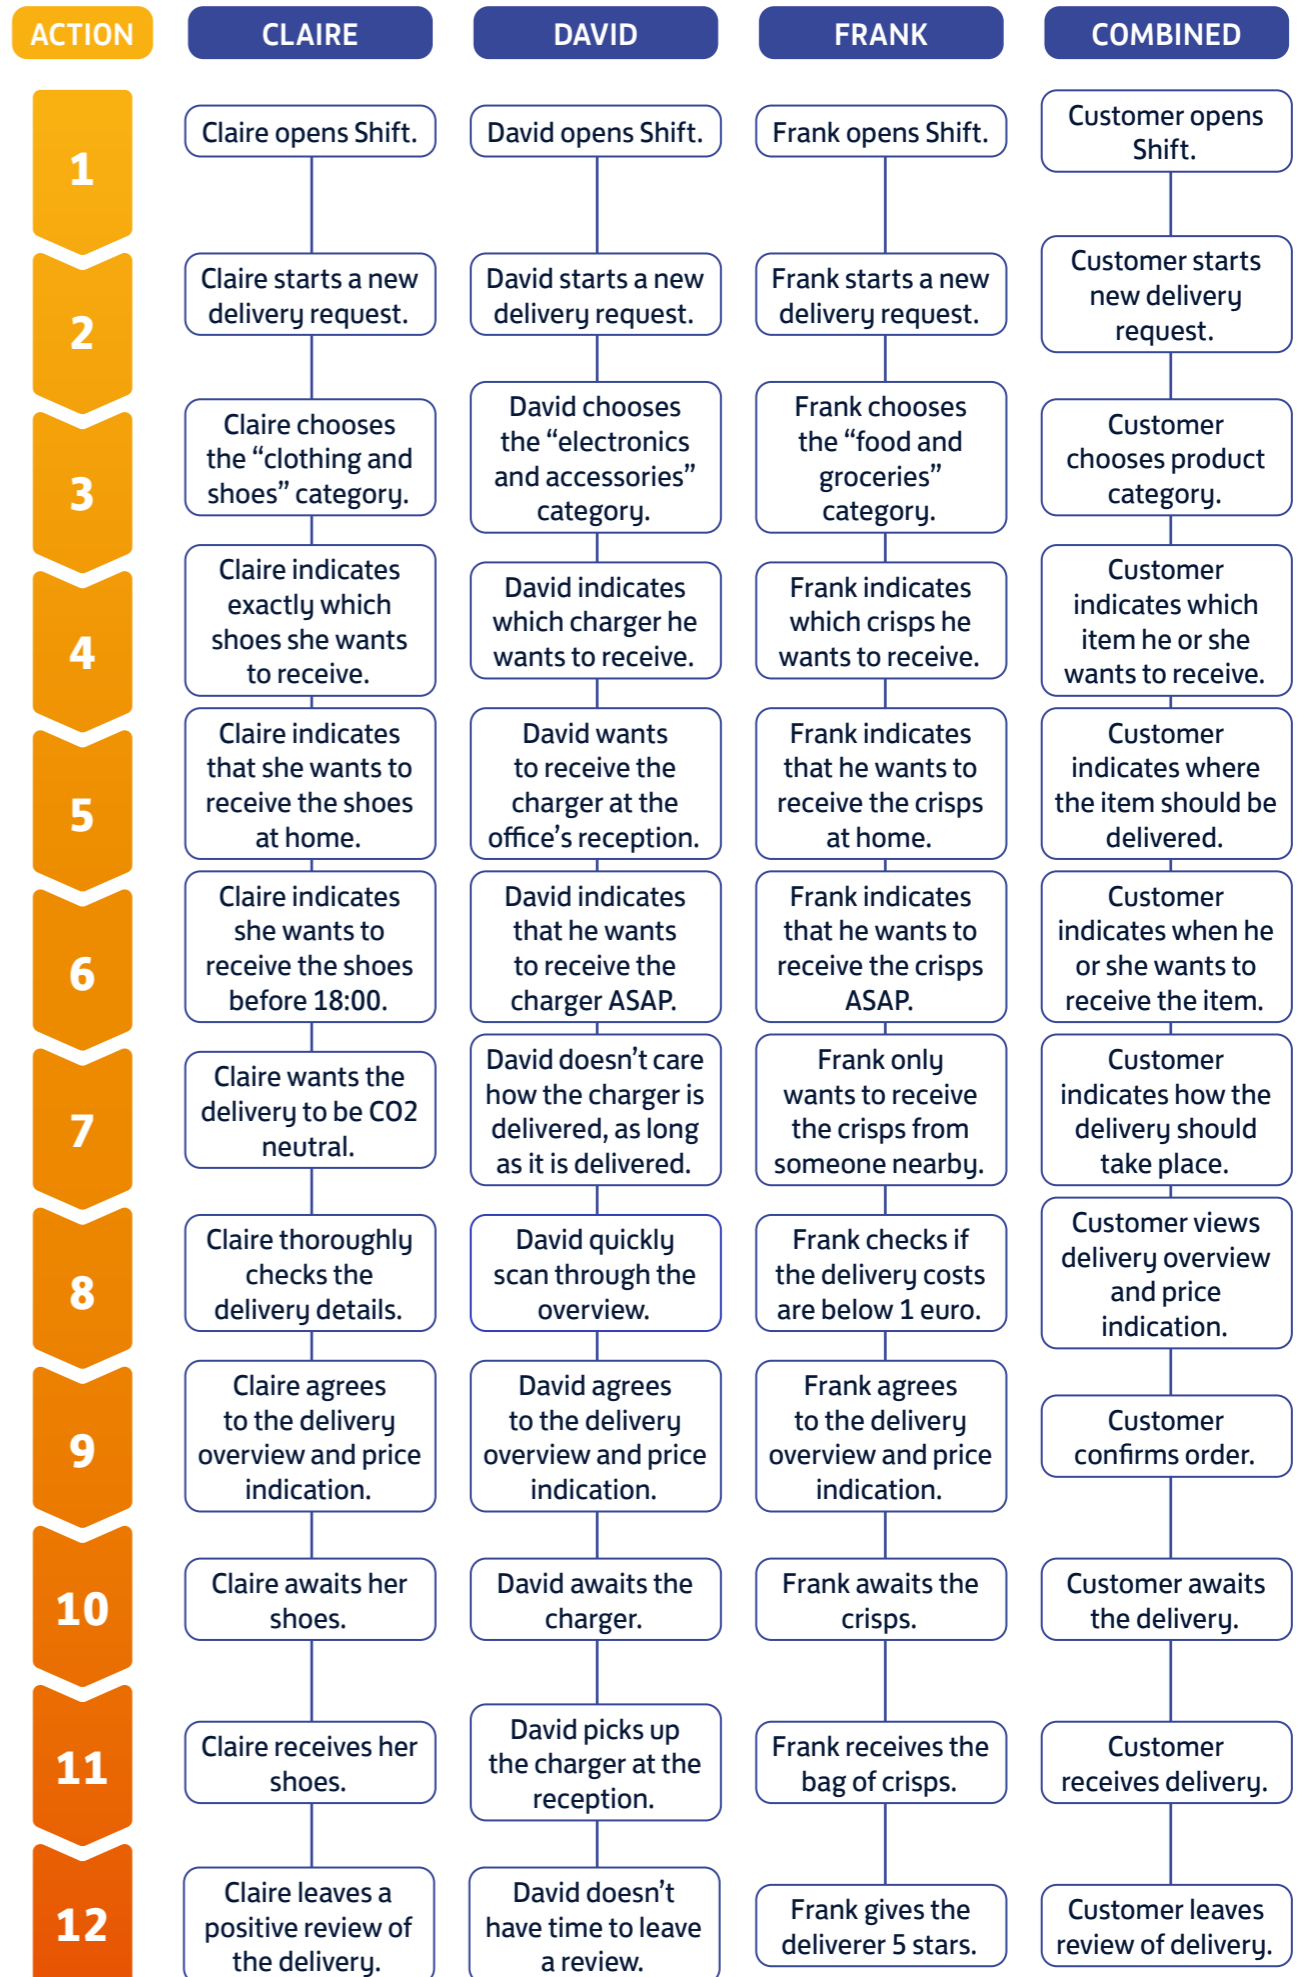 ACTION
CLAIRE
DAVID
FRANK
COMBINED
1
Claire opens Shift.
David opens Shift.
Frank opens Shift.
Customer opens
Shift.
2
Claire starts a new
delivery request.
David starts a new
delivery request.
Frank starts a new
delivery request.
Customer starts
new delivery
request.
3
Claire chooses
the “clothing and
shoes” category.
David chooses
the “electronics
and accessories”
category.
Frank chooses
the “food and
groceries”
category.
Customer
chooses product
category.
4
Claire indicates
exactly which
shoes she wants
to receive.
David indicates
which charger he
wants to receive.
Frank indicates
which crisps he
wants to receive.
Customer
indicates which
item he or she
wants to receive.
5
Claire indicates
that she wants to
receive the shoes
at home.
David wants
to receive the
charger at the
office’s reception.
Frank indicates
that he wants to
receive the crisps
at home.
Customer
indicates where
the item should be
delivered.
6
Claire indicates
she wants to
receive the shoes
before 18:00.
David indicates
that he wants
to receive the
charger ASAP.
Frank indicates
that he wants to
receive the crisps
ASAP.
Customer
indicates when he
or she wants to
receive the item.
7
Claire wants the
delivery to be CO2
neutral.
David doesn’t care
how the charger is
delivered, as long
as it is delivered.
Frank only
wants to receive
the crisps from
someone nearby.
Customer
indicates how the
delivery should
take place.
8
Claire thoroughly
checks the
delivery details.
David quickly
scan through the
overview.
Frank checks if
the delivery costs
are below 1 euro.
Customer views
delivery overview
and price
indication.
9
Claire agrees
to the delivery
overview and price
indication.
David agrees
to the delivery
overview and price
indication.
Frank agrees
to the delivery
overview and price
indication.
Customer
confirms order.
10
Claire awaits her
shoes.
David awaits the
charger.
Frank awaits the
crisps.
Customer awaits
the delivery.
11
Claire receives her
shoes.
David picks up
the charger at the
reception.
Frank receives the
bag of crisps.
Customer
receives delivery.
12
Claire leaves a
positive review of
the delivery.
David doesn’t
have time to leave
a review.
Frank gives the
deliverer 5 stars.
Customer leaves
review of delivery.